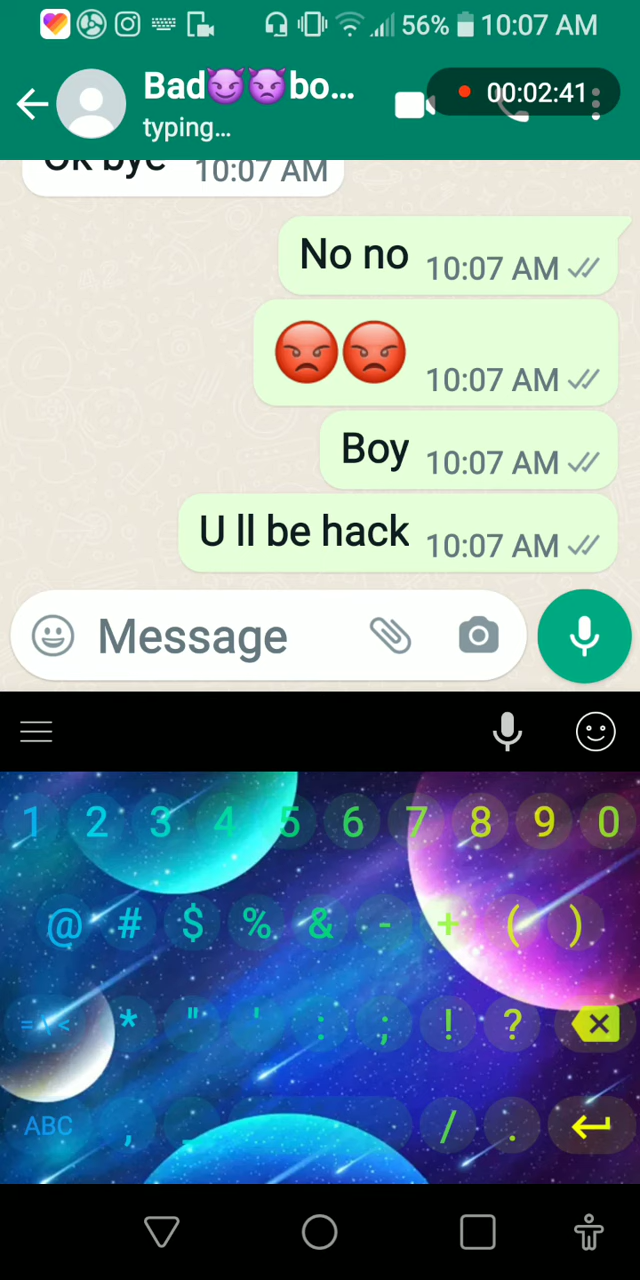 56% 10:07 AM
Bad😈👿bo...
typing...
00:02:41
Ok bye 10:07 AM
No no 10:07 AM
😡😡 10:07 AM
Boy 10:07 AM
U ll be hack 10:07 AM
Message
1 2 3 4 5 6 7 8 9 0
@ # $ % & - + ( )
= \ < * " ' : ; ! ?
ABC , _ / .